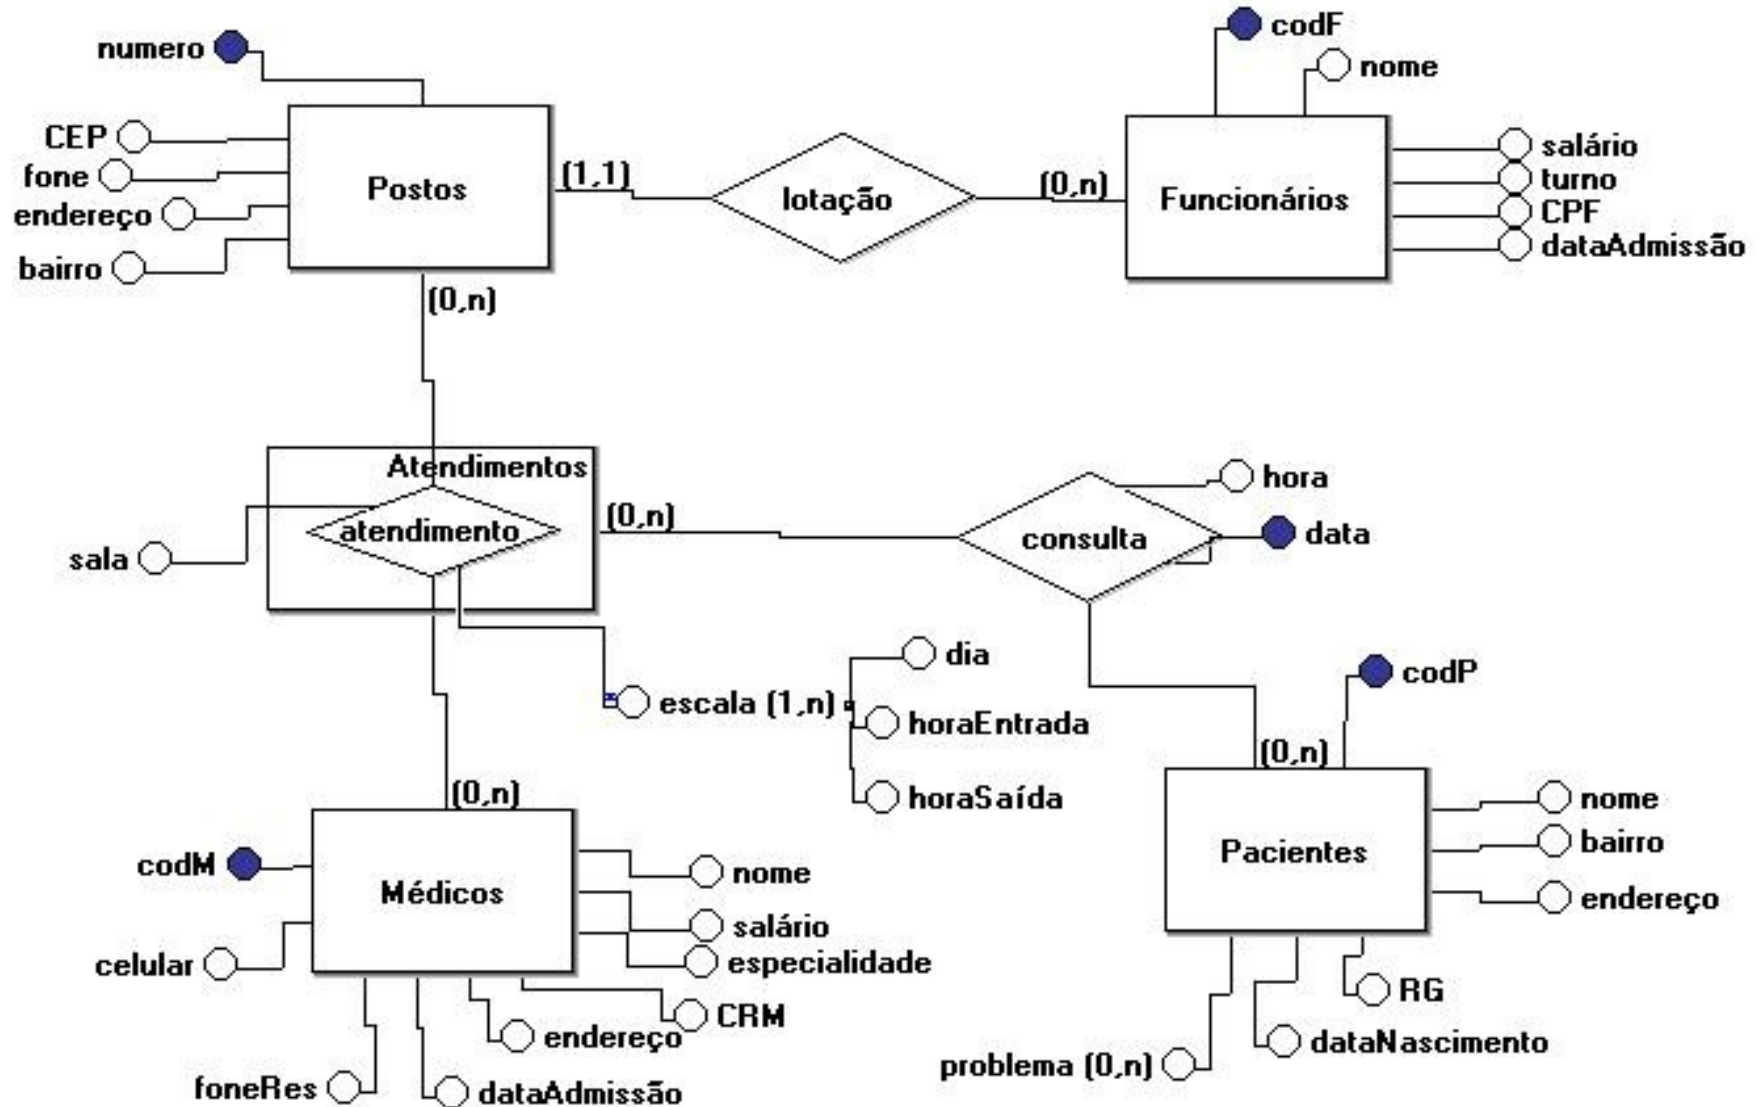 numero
CEP
fone
endereço
bairro
Postos
(1,1)
(0,n)
lotação
(0,n)
codF
nome
Funcionários
salário
turno
CPF
dataAdmissão
Atendimentos
atendimento
sala
(0,n)
consulta
hora
data
escala (1,n)
dia
horaEntrada
horaSaída
(0,n)
codM
Médicos
celular
nome
salário
especialidade
CRM
endereço
foneRes
dataAdmissão
codP
(0,n)
Pacientes
nome
bairro
endereço
RG
dataNascimento
problema (0,n)